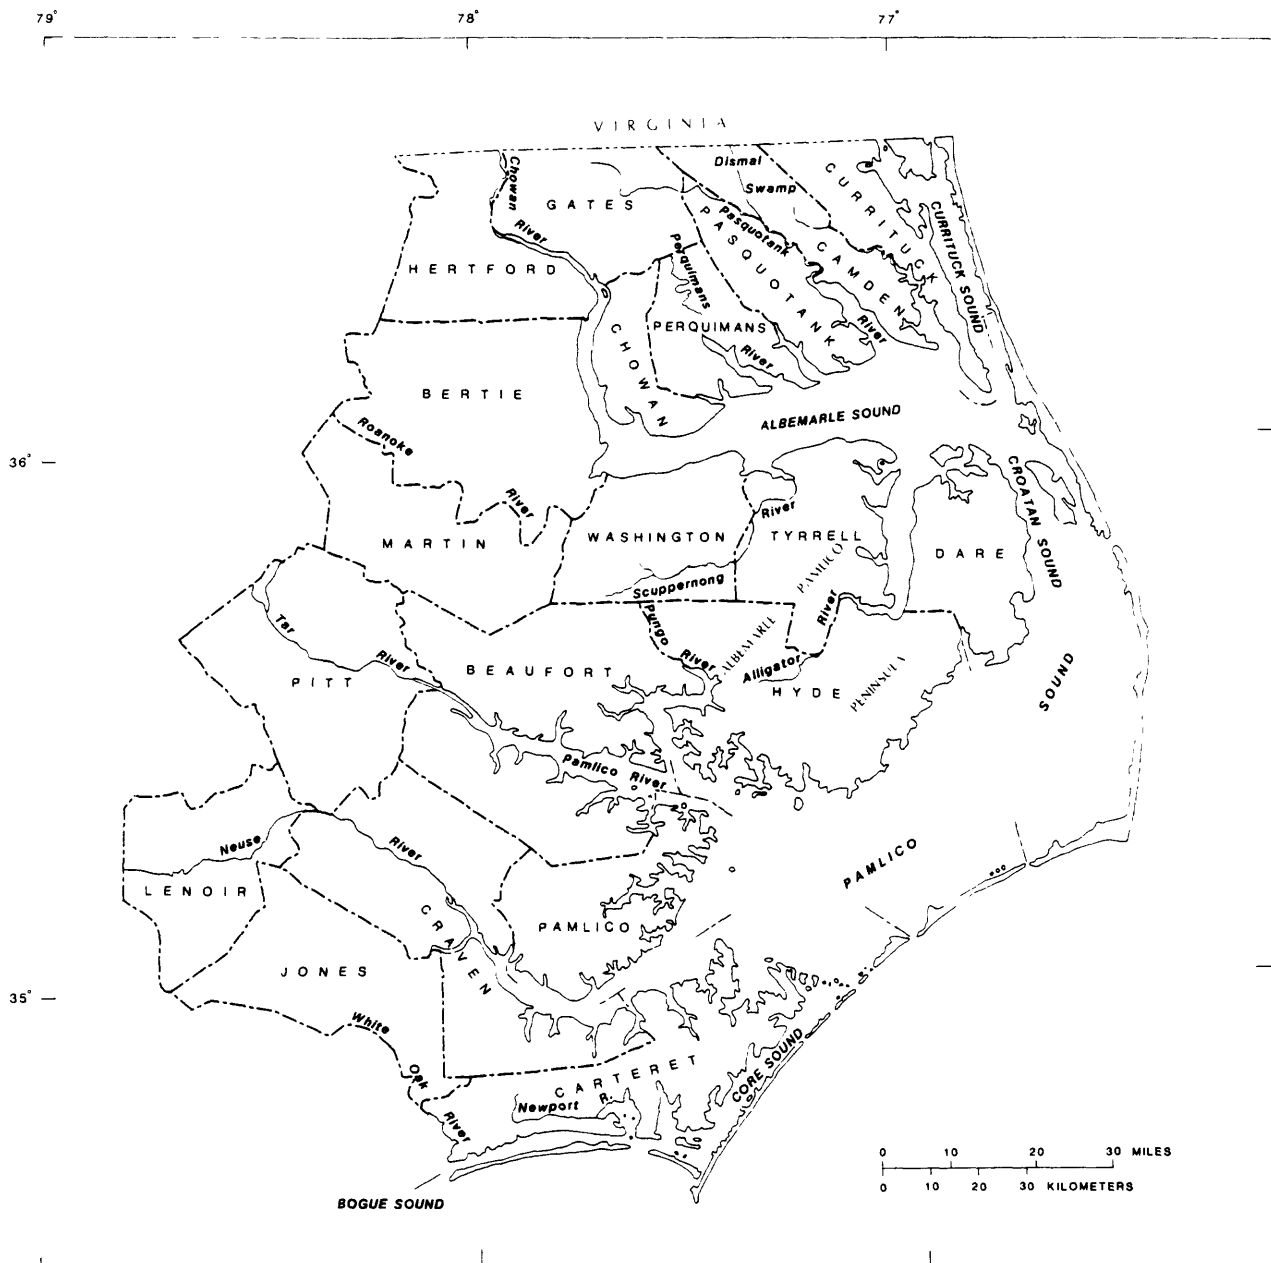 79° 78° 77°
VIRGINIA
Chowan River
GATES
Dismal Swamp
CURRITUCK
CURRITUCK SOUND
Pasquotank River
PASQUOTANK
CAMDEN
Perquimans River
PERQUIMANS
HERTFORD
CHOWAN
BERTIE
ALBEMARLE SOUND
Roanoke River
36°
CROATAN SOUND
MARTIN
WASHINGTON
River
TYRRELL
DARE
Scuppernong
ALBEMARLE PAMLICO PENINSULA
Pungo River
Alligator River
Tar River
BEAUFORT
HYDE
PITT
PAMLICO SOUND
Pamlico River
Neuse River
LENOIR
CRAVEN
PAMLICO
JONES
35°
White Oak River
CARTERET
Newport R.
CORE SOUND
0 10 20 30 MILES
0 10 20 30 KILOMETERS
BOGUE SOUND